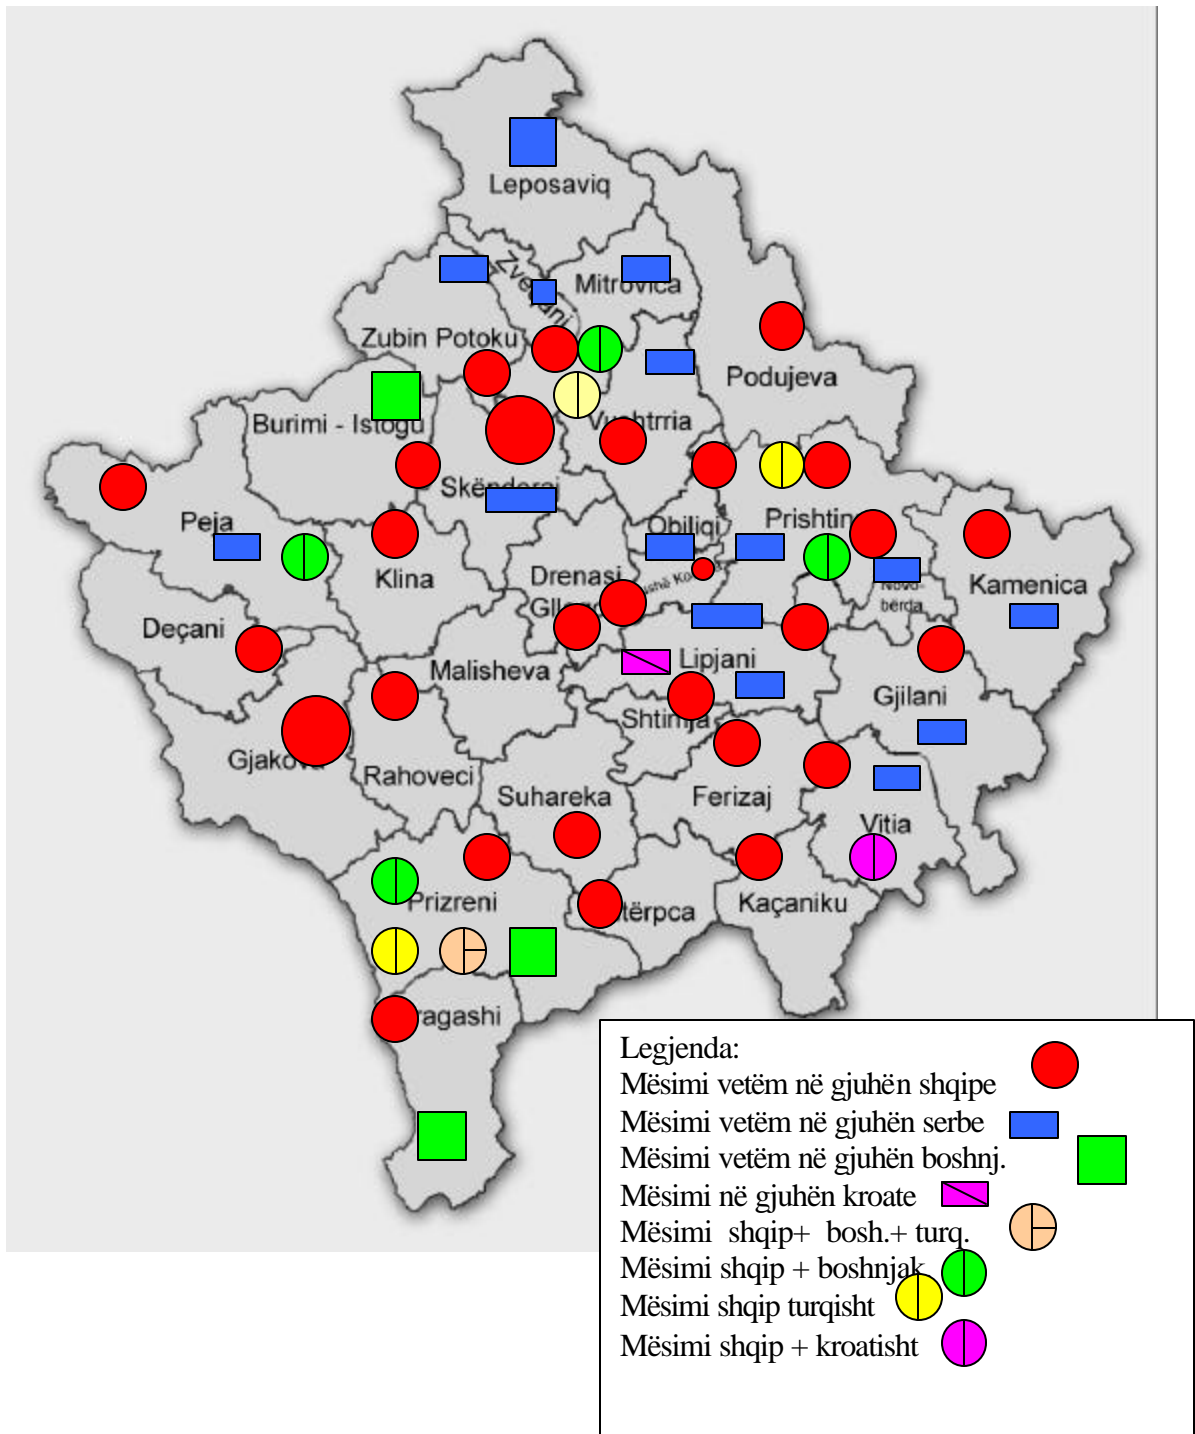 Leposaviq
Zveçani
Mitrovica
Zubin Potoku
Podujeva
Burimi - Istogu
Vushtrria
Skënderaj
Peja
Obiliqi
Prishtina
Klina
Drenasi
Kamenica
Novo-
bërda
Deçani
Malisheva
Lipjani
Gjilani
Shtimja
Gjakova
Rahoveci
Suhareka
Ferizaj
Vitia
Prizreni
Kaçaniku
Legjenda:
Mësimi vetëm në gjuhën shqipe
Mësimi vetëm në gjuhën serbe
Mësimi vetëm në gjuhën boshnj.
Mësimi në gjuhën kroate
Mësimi shqip+ bosh.+ turq.
Mësimi shqip + boshnjak
Mësimi shqip turqisht
Mësimi shqip + kroatisht